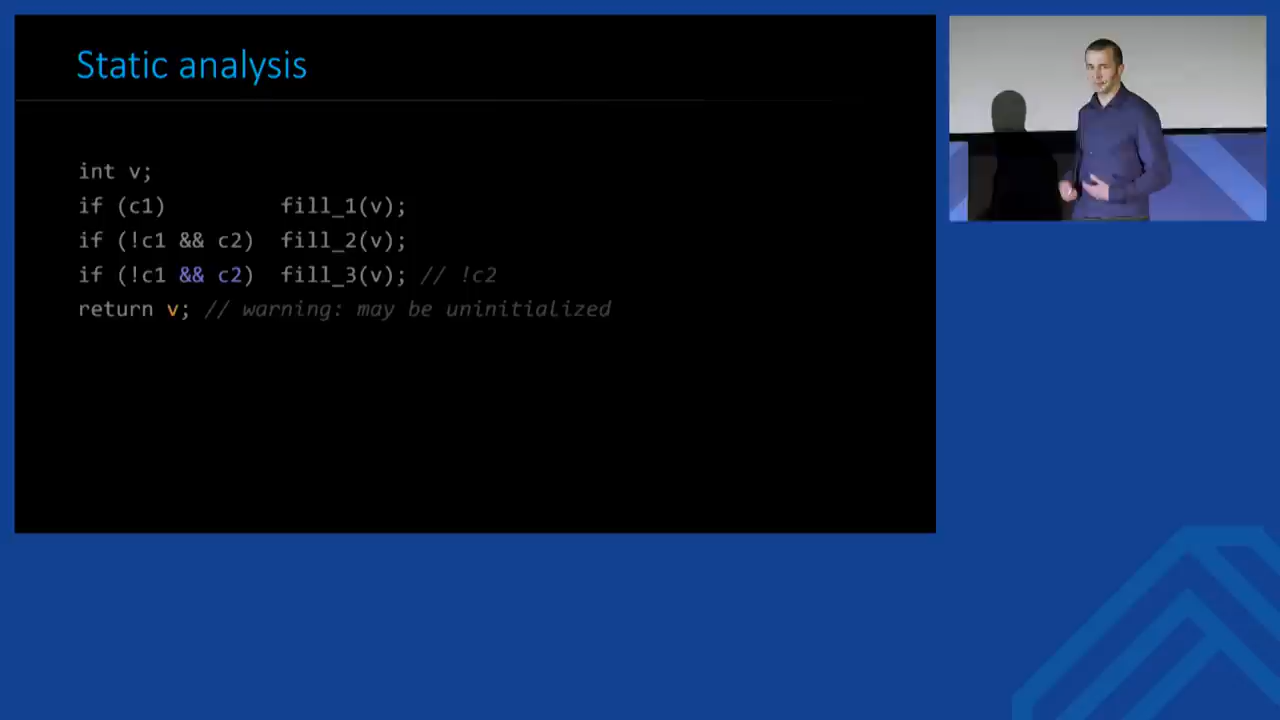 Static analysis
int v;
if (c1) fill_1(v);
if (!c1 && c2) fill_2(v);
if (!c1 && c2) fill_3(v); // !c2
return v; // warning: may be uninitialized